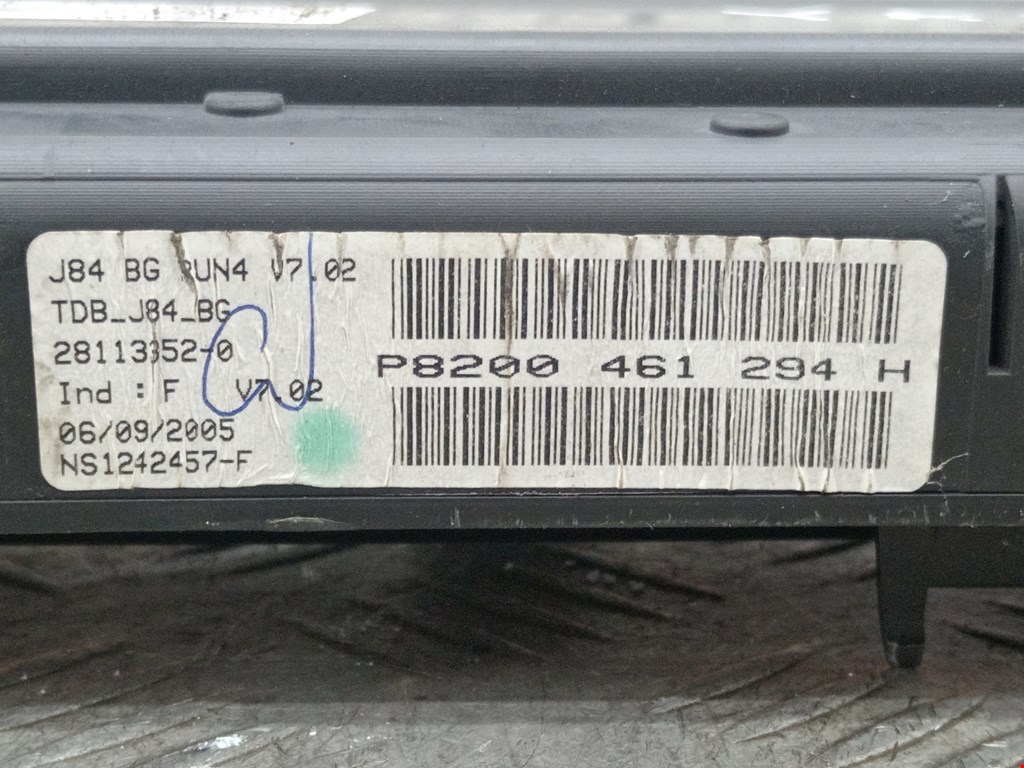 J84 BG RUN4 V7.02
TDB_J84_BG
28113352-0
Ind : F V7.02
06/09/2005
NS1242457-F
P8200 461 294 H